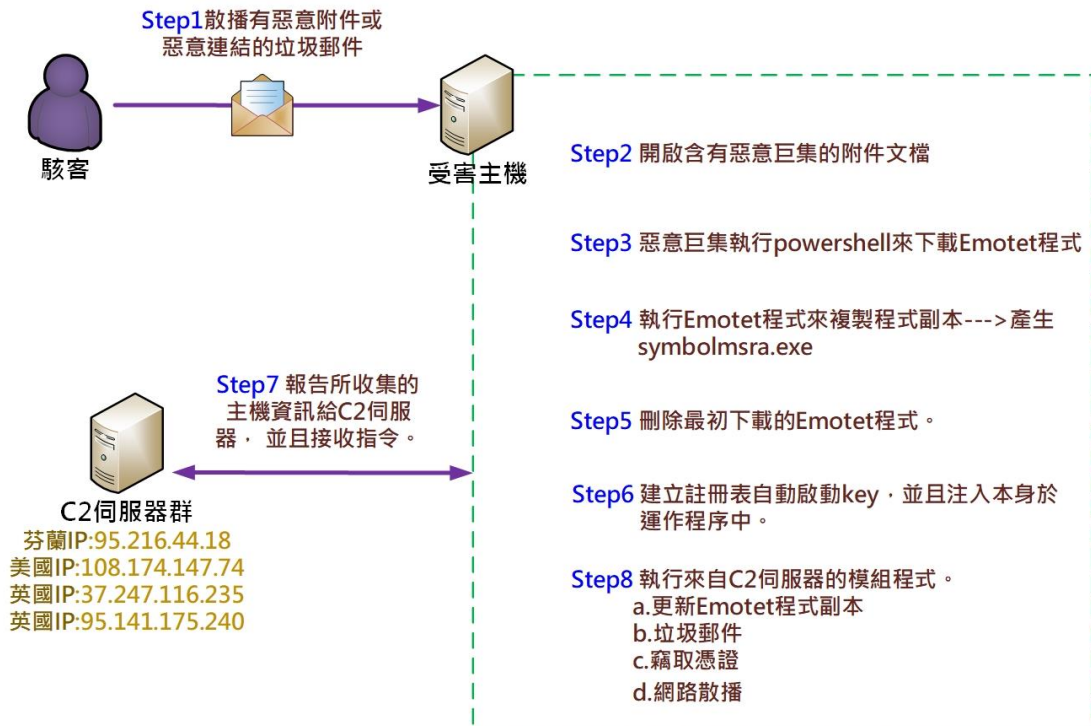 Step1散播有惡意附件或
惡意連結的垃圾郵件
駭客
受害主機
Step2 開啟含有惡意巨集的附件文檔
Step3 惡意巨集執行powershell來下載Emotet程式
Step4 執行Emotet程式來複製程式副本--->產生
symbolmsra.exe
Step5 刪除最初下載的Emotet程式。
Step6 建立註冊表自動啟動key，並且注入本身於
運作程序中。
Step7 報告所收集的
主機資訊給C2伺服
器， 並且接收指令。
C2伺服器群
芬蘭IP:95.216.44.18
美國IP:108.174.147.74
英國IP:37.247.116.235
英國IP:95.141.175.240
Step8 執行來自C2伺服器的模組程式。
a.更新Emotet程式副本
b.垃圾郵件
c.竊取憑證
d.網路散播